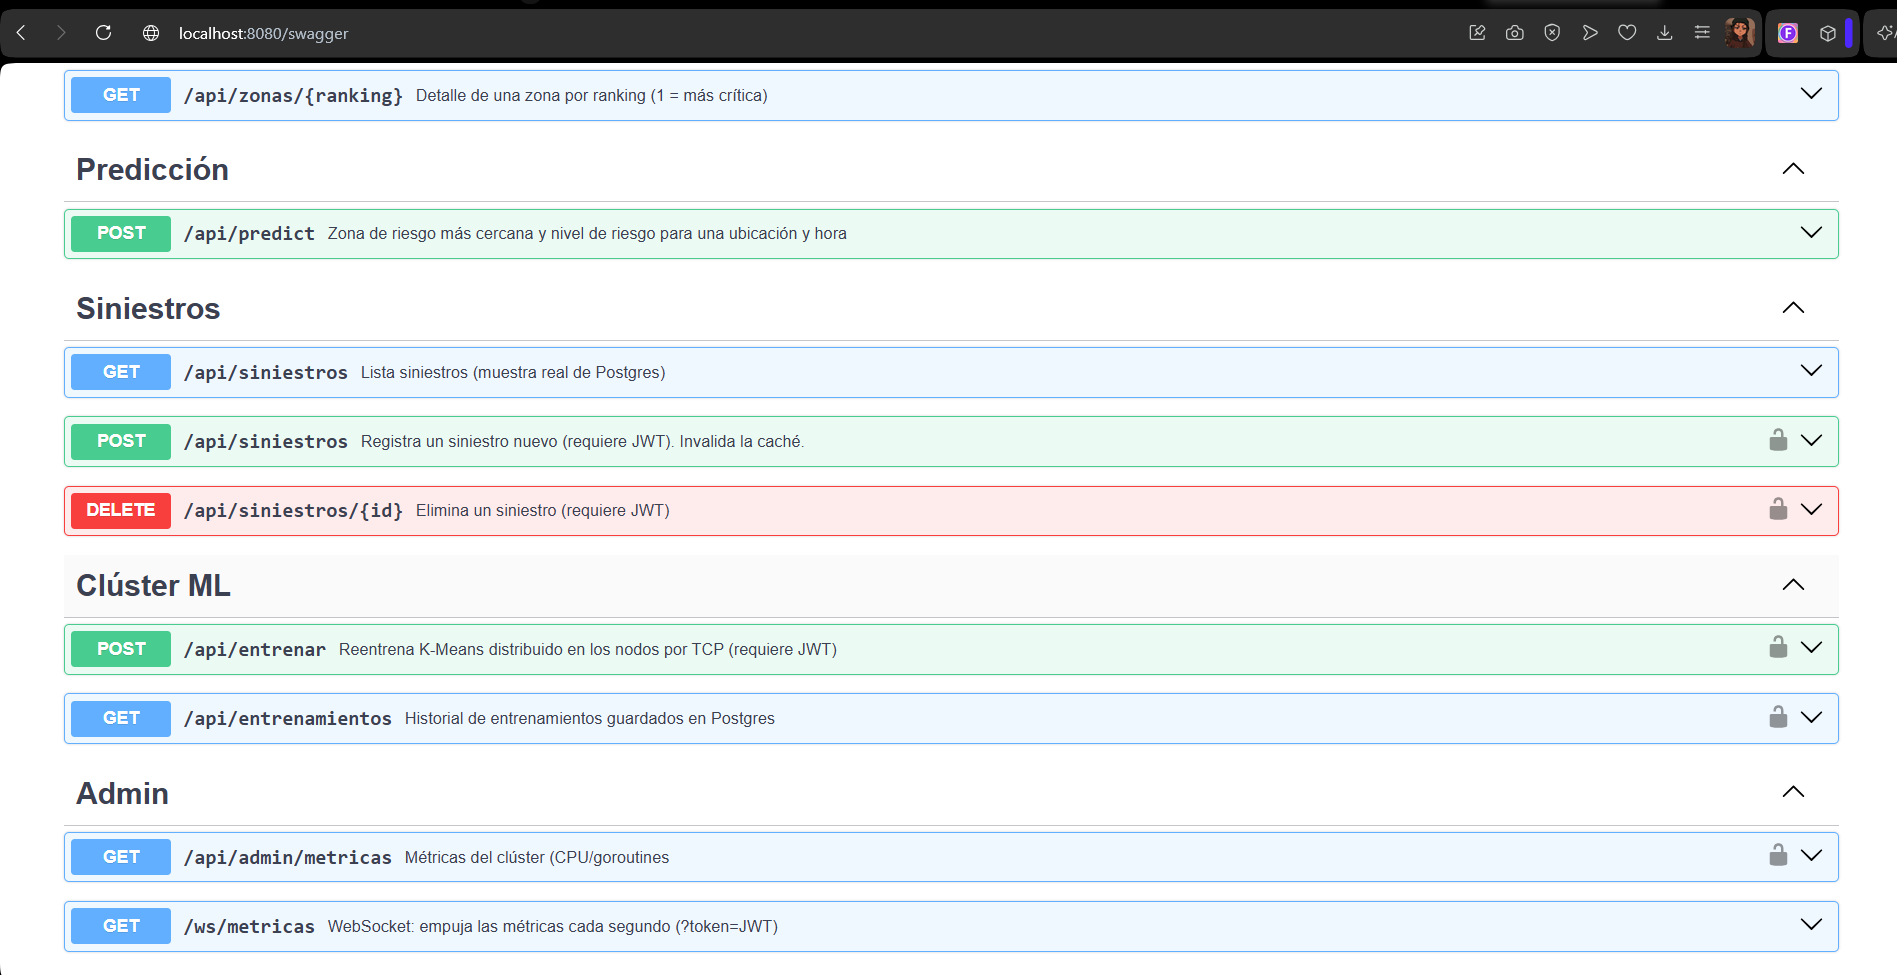 localhost:8080/swagger
GET /api/zonas/{ranking} Detalle de una zona por ranking (1 = más crítica)
Predicción
POST /api/predict Zona de riesgo más cercana y nivel de riesgo para una ubicación y hora
Siniestros
GET /api/siniestros Lista siniestros (muestra real de Postgres)
POST /api/siniestros Registra un siniestro nuevo (requiere JWT). Invalida la caché.
DELETE /api/siniestros/{id} Elimina un siniestro (requiere JWT)
Clúster ML
POST /api/entrenar Reentrena K-Means distribuido en los nodos por TCP (requiere JWT)
GET /api/entrenamientos Historial de entrenamientos guardados en Postgres
Admin
GET /api/admin/metricas Métricas del clúster (CPU/goroutines
GET /ws/metricas WebSocket: empuja las métricas cada segundo (?token=JWT)